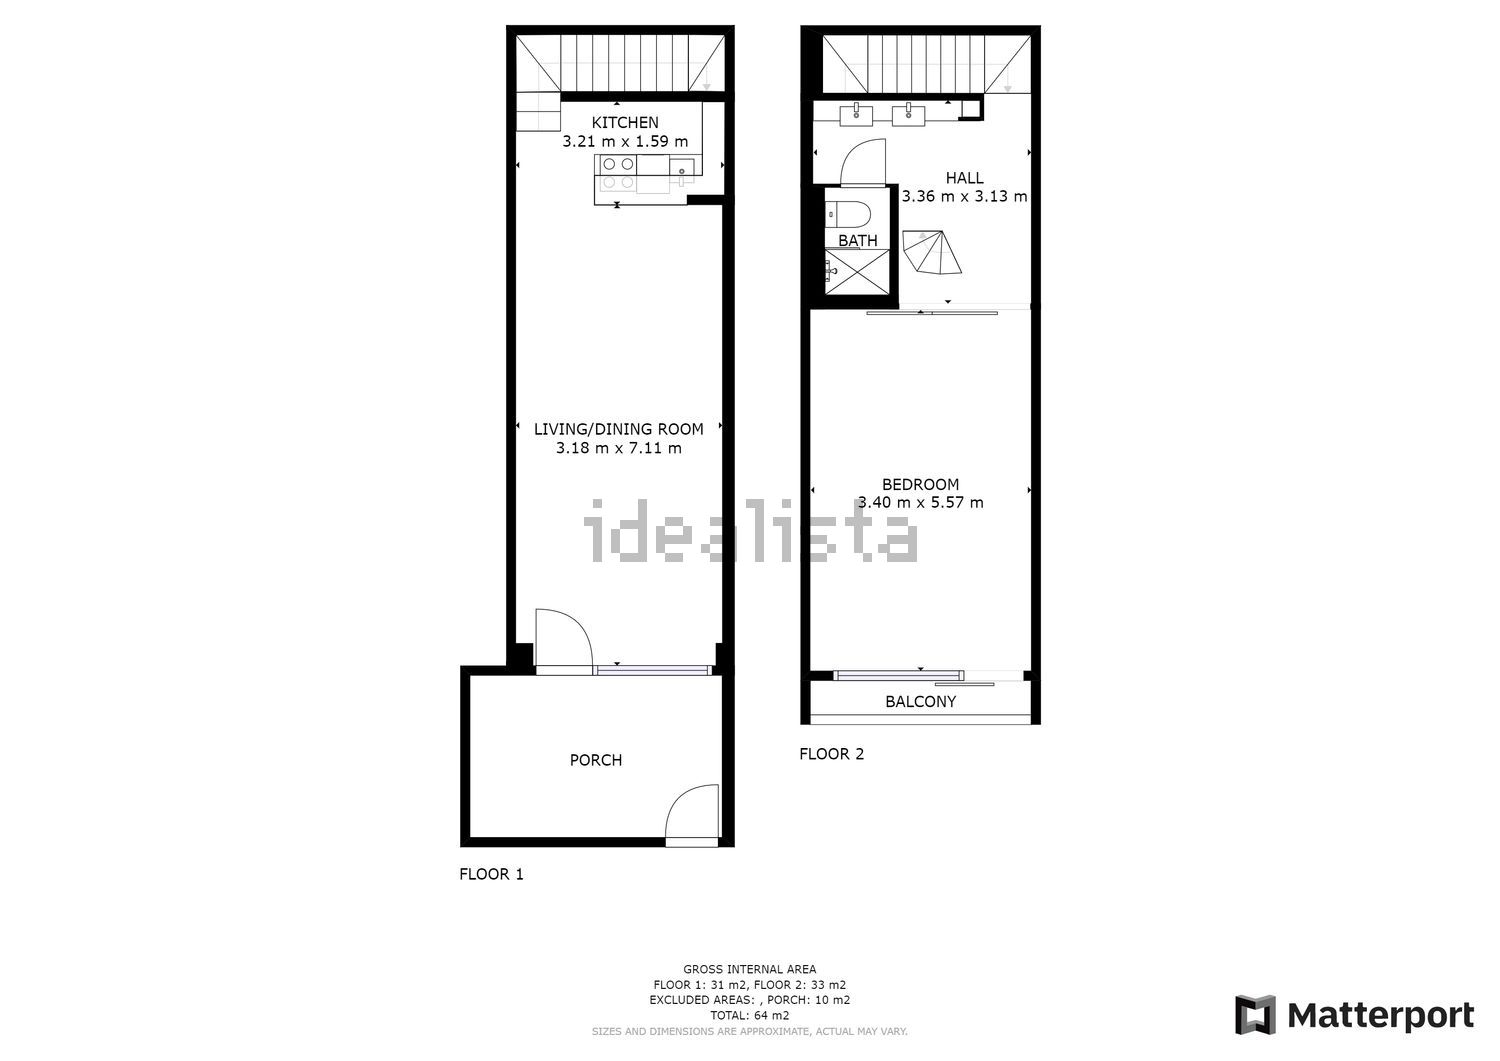 KITCHEN
3.21 m x 1.59 m
HALL
3.36 m x 3.13 m
BATH
LIVING/DINING ROOM
3.18 m x 7.11 m
BEDROOM
3.40 m x 5.57 m
idealista
BALCONY
PORCH
FLOOR 2
FLOOR 1
GROSS INTERNAL AREA
FLOOR 1: 31 m2, FLOOR 2: 33 m2
EXCLUDED AREAS: , PORCH: 10 m2
TOTAL: 64 m2
SIZES AND DIMENSIONS ARE APPROXIMATE, ACTUAL MAY VARY.
Matterport